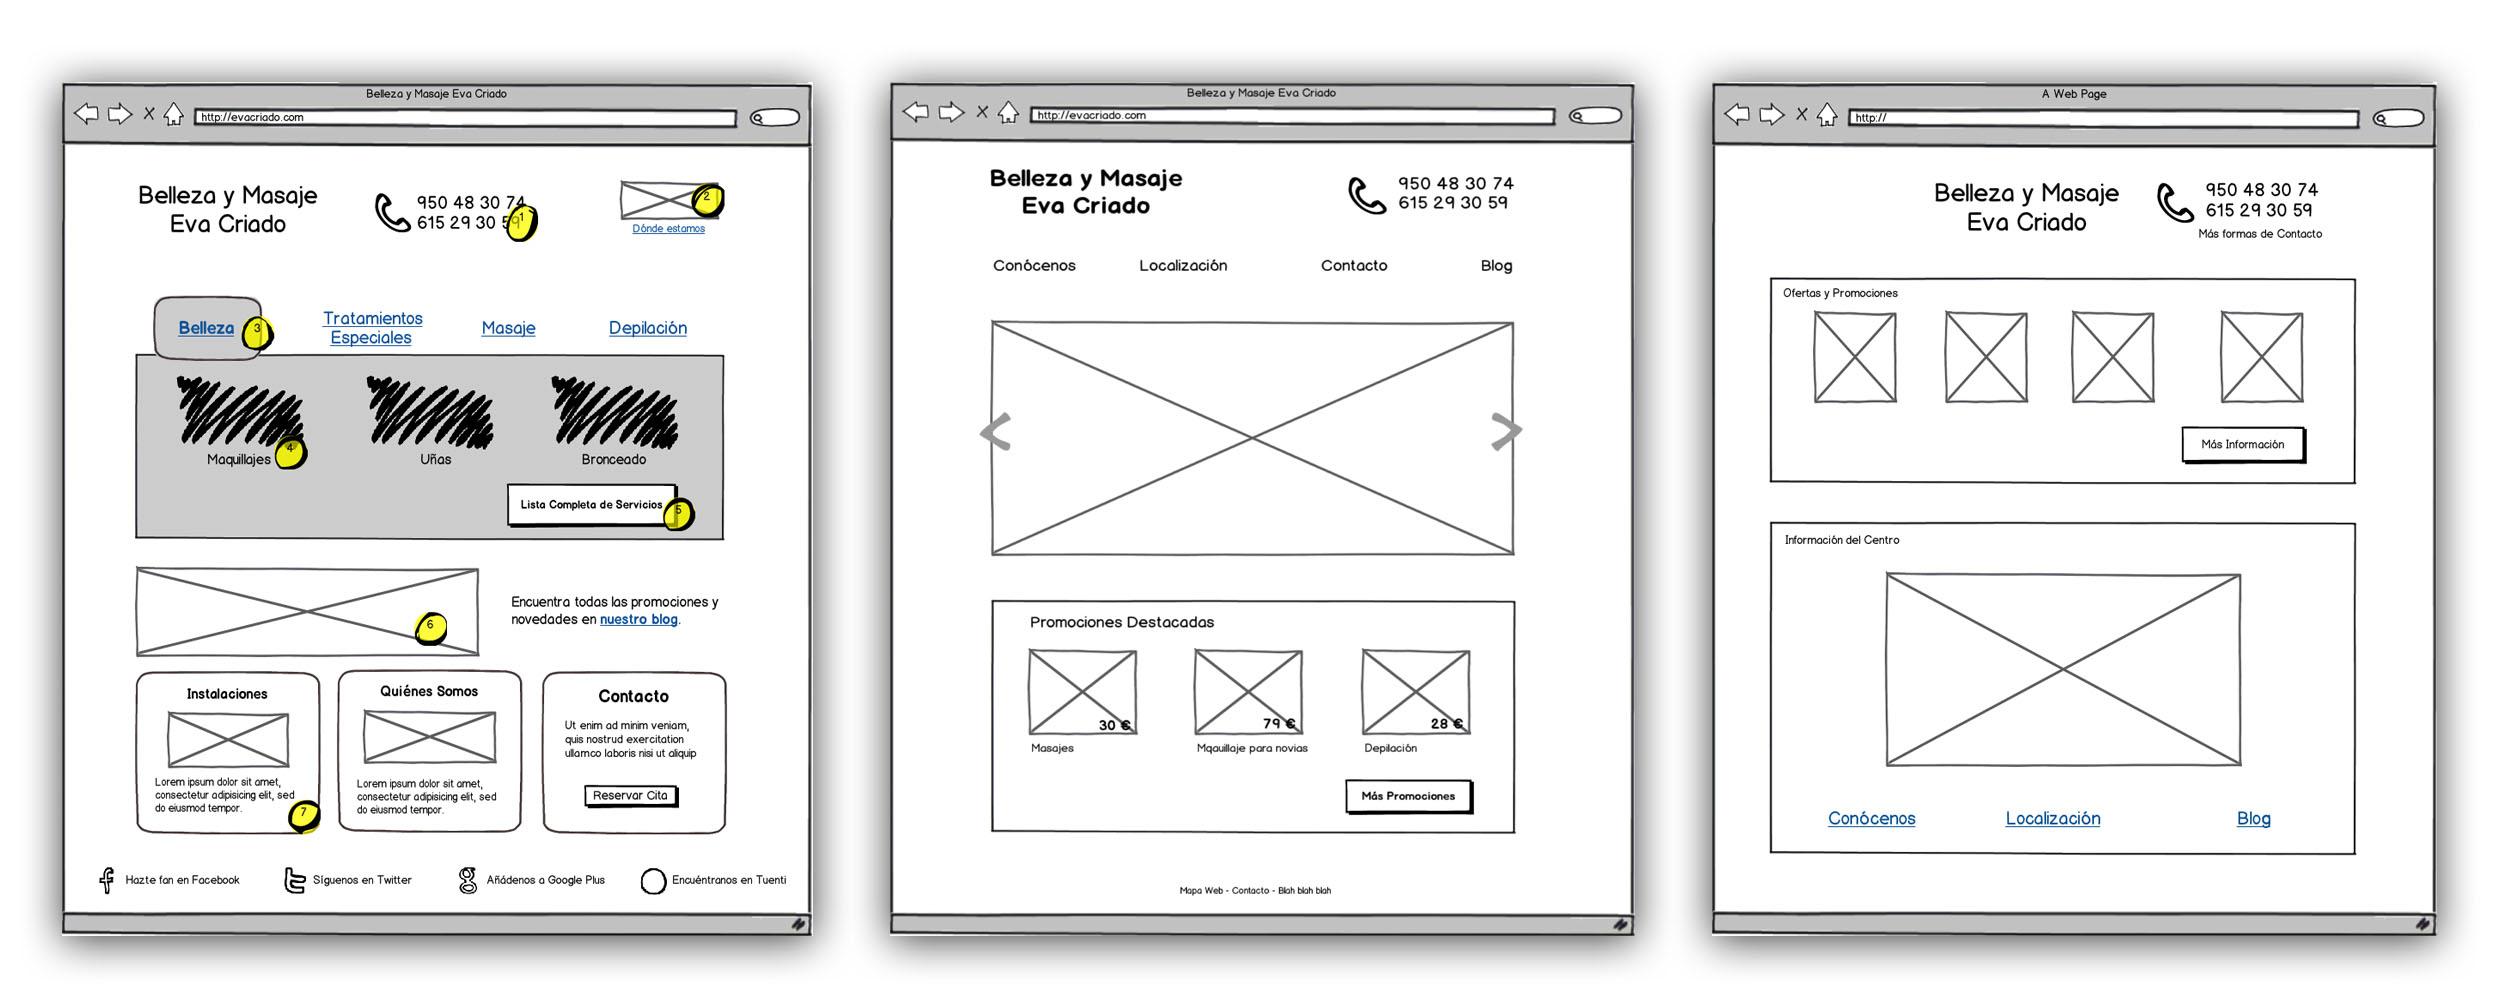 Belleza y Masaje Eva Criado
http://evacriado.com
Belleza y Masaje
Eva Criado
950 48 30 74
615 29 30 59
1
2
Dónde estamos
Belleza
3
Tratamientos
Especiales
Masaje
Depilación
Maquillajes
4
Uñas
Bronceado
Lista Completa de Servicios
5
6
Encuentra todas las promociones y
novedades en nuestro blog.
Instalaciones
Lorem ipsum dolor sit amet,
consectetur adipisicing elit, sed
do eiusmod tempor.
7
Quiénes Somos
Lorem ipsum dolor sit amet,
consectetur adipisicing elit, sed
do eiusmod tempor.
Contacto
Ut enim ad minim veniam,
quis nostrud exercitation
ullamco laboris nisi ut aliquip
Reservar Cita
Hazte fan en Facebook
Síguenos en Twitter
Añádenos a Google Plus
Encuéntranos en Tuenti
Belleza y Masaje Eva Criado
http://evacriado.com
Belleza y Masaje
Eva Criado
950 48 30 74
615 29 30 59
Conócenos
Localización
Contacto
Blog
Promociones Destacadas
30 €
Masajes
79 €
Mqauillaje para novias
28 €
Depilación
Más Promociones
Mapa Web - Contacto - Blah blah blah
A Web Page
http://
Belleza y Masaje
Eva Criado
950 48 30 74
615 29 30 59
Más formas de Contacto
Ofertas y Promociones
Más Información
Información del Centro
Conócenos
Localización
Blog